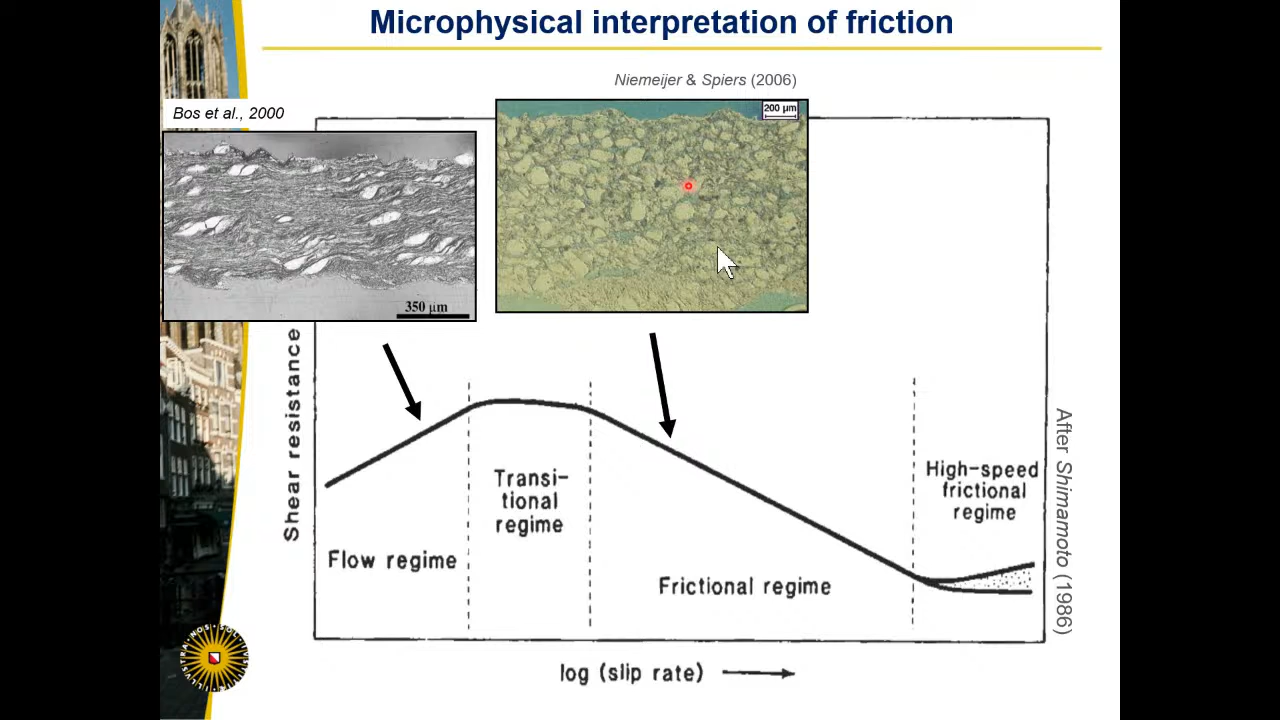 Microphysical interpretation of friction
Niemeijer & Spiers (2006)
Bos et al., 2000
200 µm
350 µm
Shear resistance
Transi-
tional
regime
High-speed
frictional
regime
Flow regime
Frictional regime
After Shimamoto (1986)
log (slip rate)